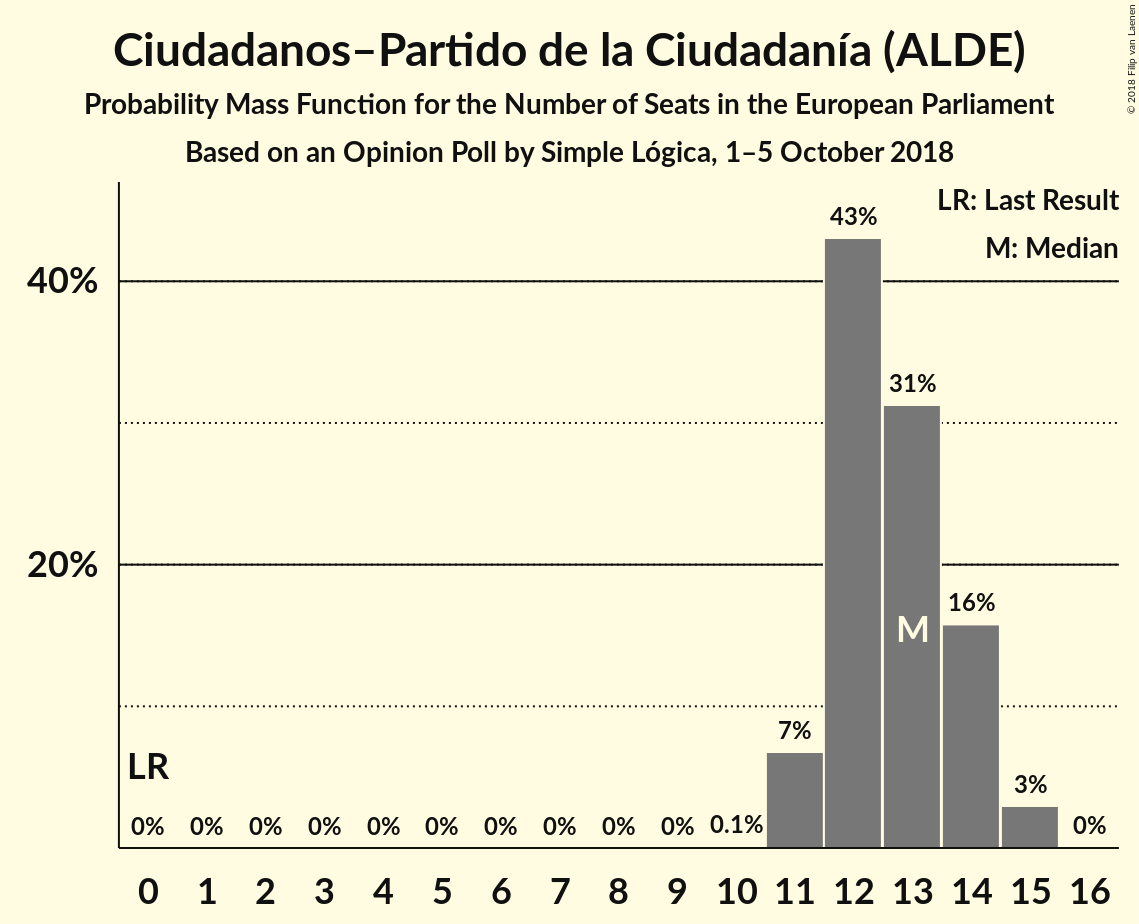 Ciudadanos–Partido de la Ciudadanía (ALDE)
Probability Mass Function for the Number of Seats in the European Parliament
Based on an Opinion Poll by Simple Lógica, 1–5 October 2018
© 2018 Filip van Laenen
LR: Last Result
M: Median
43%
40%
31%
20%
16%
M
7%
LR
3%
0% 0% 0% 0% 0% 0% 0% 0% 0% 0% 0.1% 0%
0 1 2 3 4 5 6 7 8 9 10 11 12 13 14 15 16